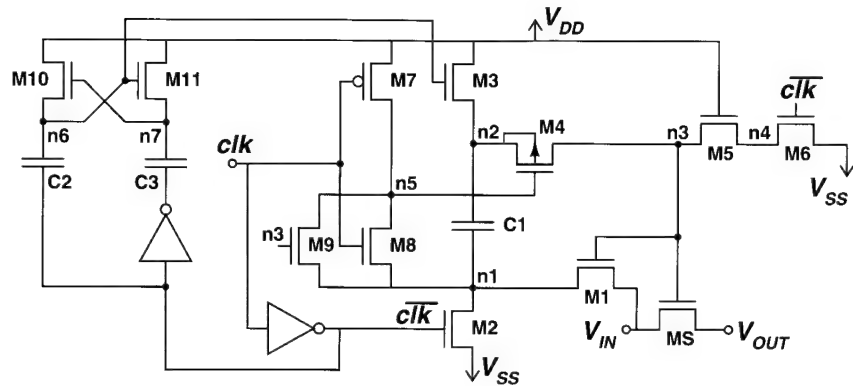 V_DD
M10
M11
M7
M3
clk̅
n6
n7
n2
M4
n3
n4
clk
M5
M6
C2
C3
n5
V_SS
n3
M9
M8
C1
n1
M1
clk̅
M2
V_IN
MS
V_OUT
V_SS